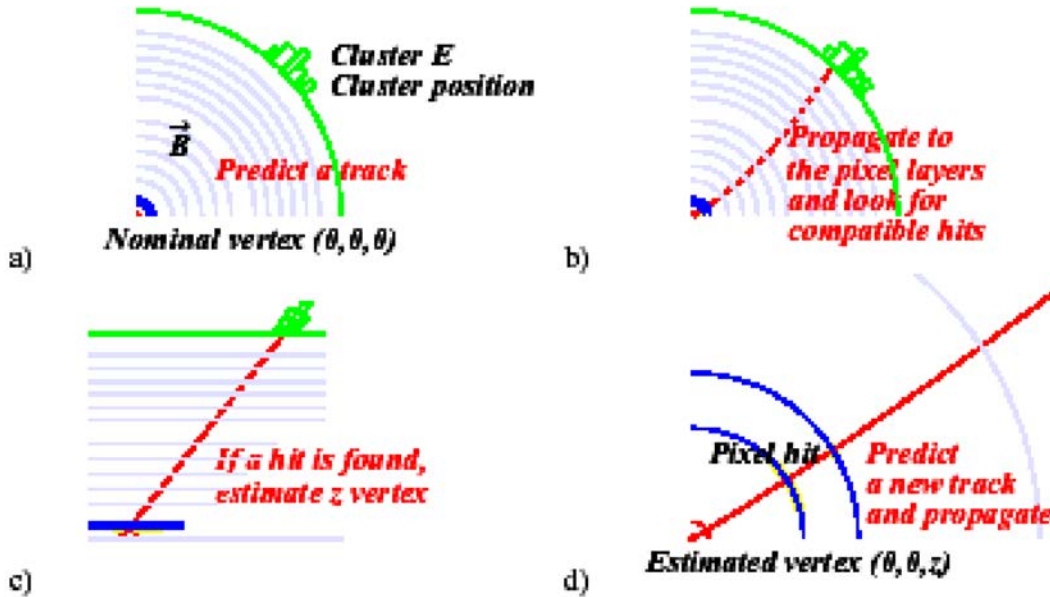 Cluster E
Cluster position
B
Predict a track
Nominal vertex (0,0,0)
a)
Propagate to
the pixel layers
and look for
compatible hits
b)
If a hit is found,
estimate z vertex
c)
Pixel hit
Predict
a new track
and propagate
Estimated vertex (0,0,z)
d)